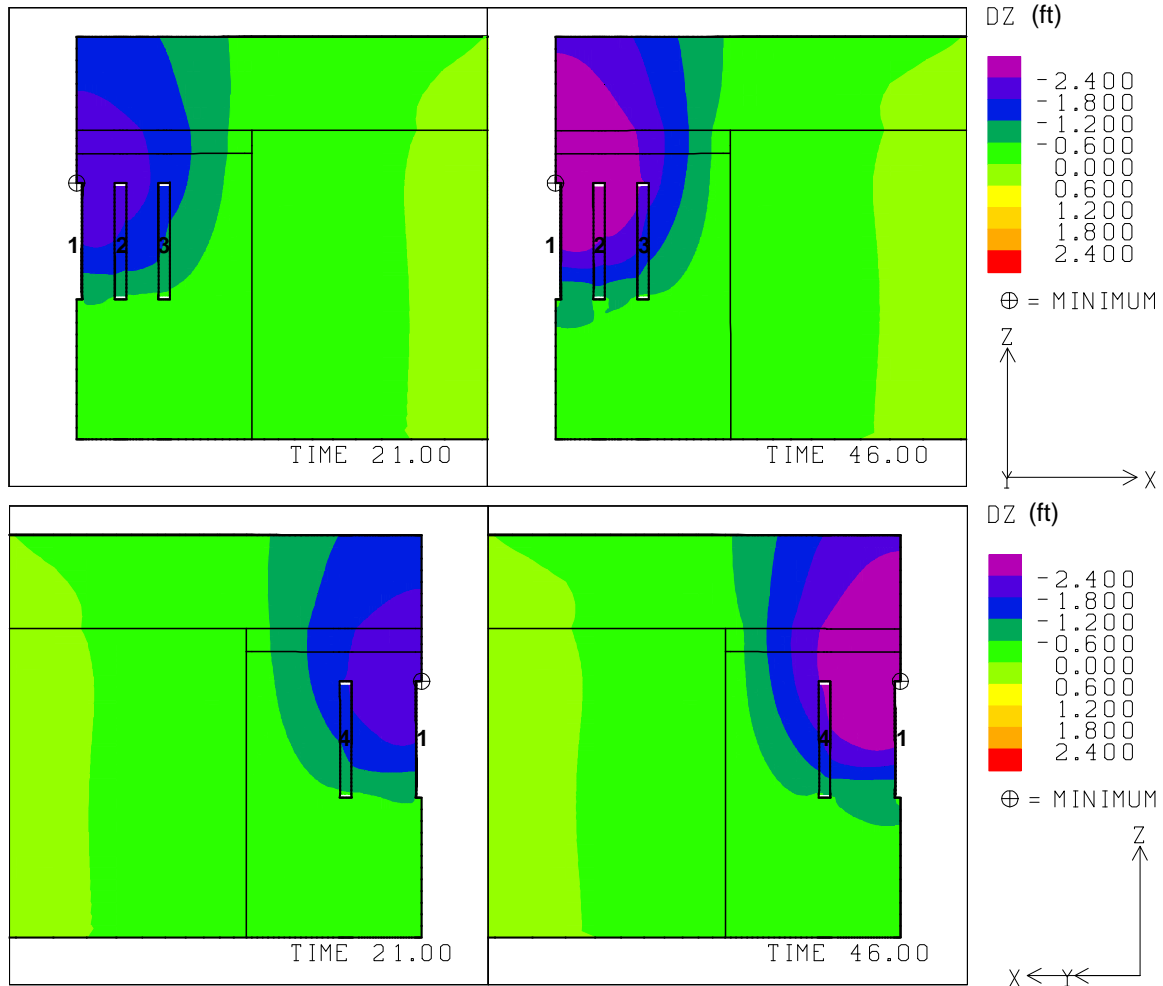 DZ (ft)
-2.400
-1.800
-1.200
-0.600
0.000
0.600
1.200
1.800
2.400
⊕ = MINIMUM
1 2 3
1 2 3
TIME 21.00
TIME 46.00
Z
Y X
DZ (ft)
-2.400
-1.800
-1.200
-0.600
0.000
0.600
1.200
1.800
2.400
⊕ = MINIMUM
4 1
4 1
TIME 21.00
TIME 46.00
Z
X Y